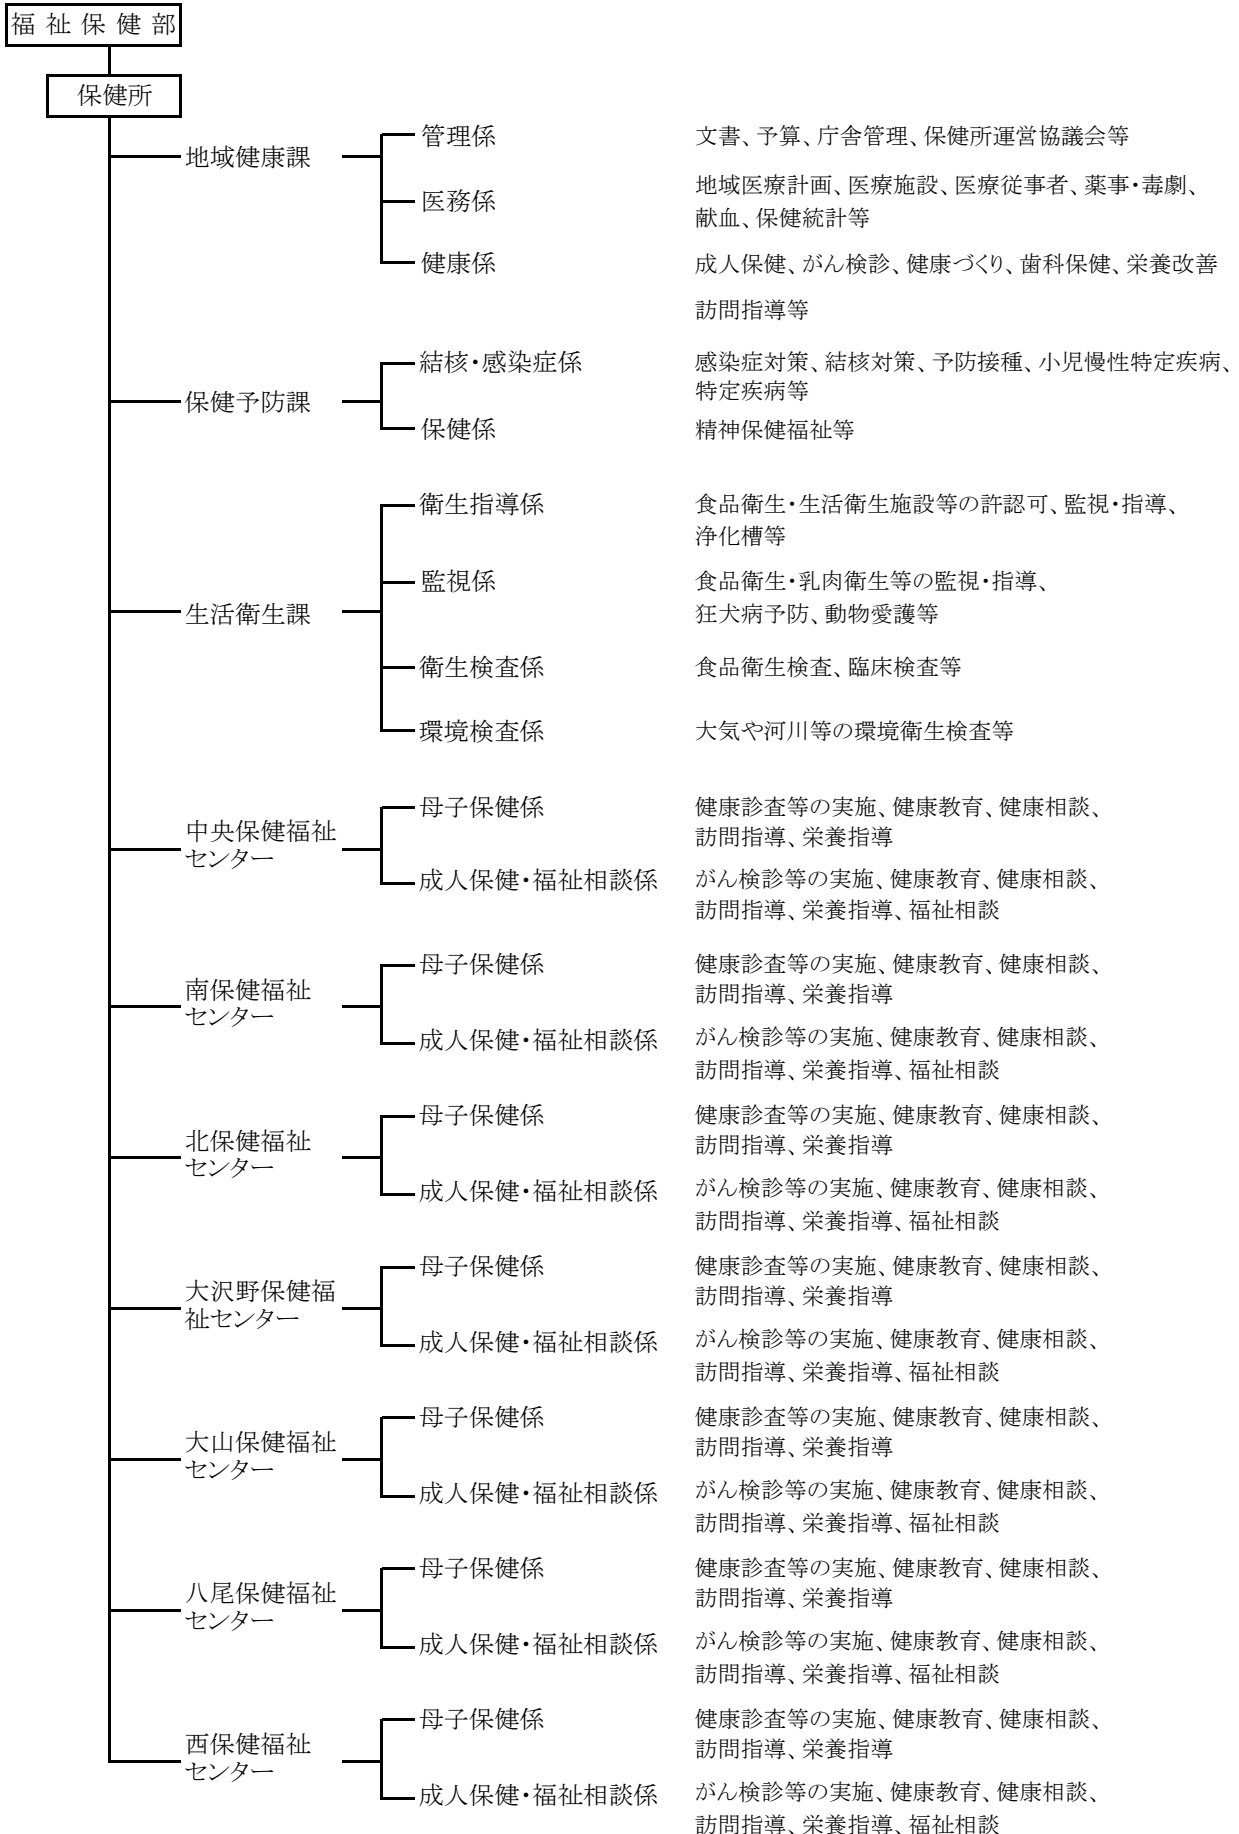 福祉保健部
保健所
地域健康課
管理係
文書、予算、庁舎管理、保健所運営協議会等
医務係
地域医療計画、医療施設、医療従事者、薬事・毒劇、
献血、保健統計等
健康係
成人保健、がん検診、健康づくり、歯科保健、栄養改善
訪問指導等
保健予防課
結核・感染症係
感染症対策、結核対策、予防接種、小児慢性特定疾病、
特定疾病等
保健係
精神保健福祉等
生活衛生課
衛生指導係
食品衛生・生活衛生施設等の許認可、監視・指導、
浄化槽等
監視係
食品衛生・乳肉衛生等の監視・指導、
狂犬病予防、動物愛護等
衛生検査係
食品衛生検査、臨床検査等
環境検査係
大気や河川等の環境衛生検査等
中央保健福祉
センター
母子保健係
健康診査等の実施、健康教育、健康相談、
訪問指導、栄養指導
成人保健・福祉相談係
がん検診等の実施、健康教育、健康相談、
訪問指導、栄養指導、福祉相談
南保健福祉
センター
母子保健係
健康診査等の実施、健康教育、健康相談、
訪問指導、栄養指導
成人保健・福祉相談係
がん検診等の実施、健康教育、健康相談、
訪問指導、栄養指導、福祉相談
北保健福祉
センター
母子保健係
健康診査等の実施、健康教育、健康相談、
訪問指導、栄養指導
成人保健・福祉相談係
がん検診等の実施、健康教育、健康相談、
訪問指導、栄養指導、福祉相談
大沢野保健福
祉センター
母子保健係
健康診査等の実施、健康教育、健康相談、
訪問指導、栄養指導
成人保健・福祉相談係
がん検診等の実施、健康教育、健康相談、
訪問指導、栄養指導、福祉相談
大山保健福祉
センター
母子保健係
健康診査等の実施、健康教育、健康相談、
訪問指導、栄養指導
成人保健・福祉相談係
がん検診等の実施、健康教育、健康相談、
訪問指導、栄養指導、福祉相談
八尾保健福祉
センター
母子保健係
健康診査等の実施、健康教育、健康相談、
訪問指導、栄養指導
成人保健・福祉相談係
がん検診等の実施、健康教育、健康相談、
訪問指導、栄養指導、福祉相談
西保健福祉
センター
母子保健係
健康診査等の実施、健康教育、健康相談、
訪問指導、栄養指導
成人保健・福祉相談係
がん検診等の実施、健康教育、健康相談、
訪問指導、栄養指導、福祉相談